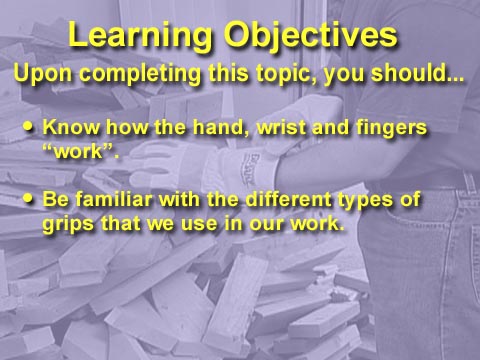 Learning Objectives
Upon completing this topic, you should...
• Know how the hand, wrist and fingers
“work”.
• Be familiar with the different types of
grips that we use in our work.